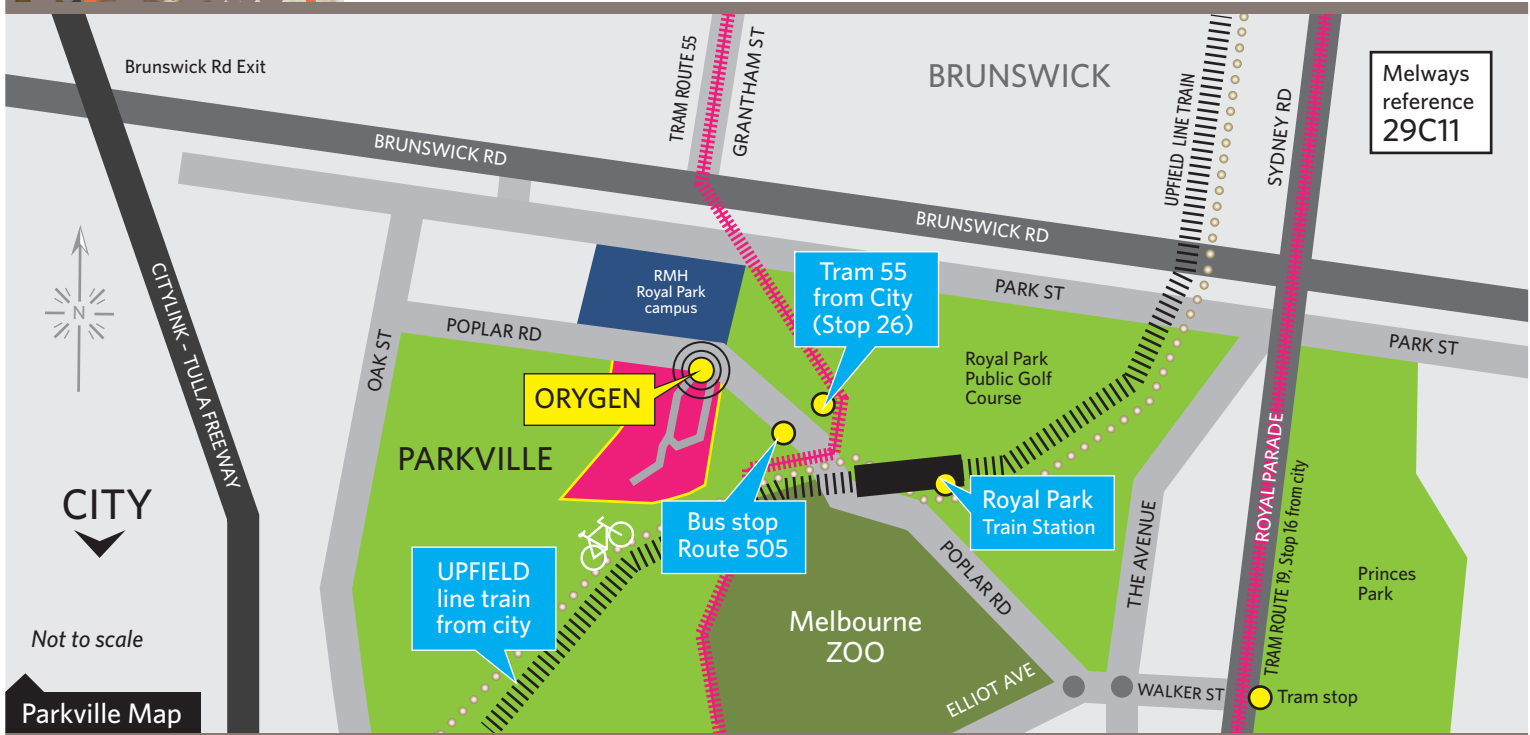 Brunswick Rd Exit
BRUNSWICK RD
TRAM ROUTE 55
GRANTHAM ST
BRUNSWICK
UPFIELD LINE TRAIN
SYDNEY RD
Melways
reference
29C11
BRUNSWICK RD
CITYLINK – TULLA FREEWAY
N
RMH
Royal Park
campus
Tram 55
from City
(Stop 26)
PARK ST
PARK ST
OAK ST
POPLAR RD
Royal Park
Public Golf
Course
ORYGEN
PARKVILLE
ROYAL PARADE
TRAM ROUTE 19, Stop 16 from city
CITY
Bus stop
Route 505
Royal Park
Train Station
THE AVENUE
POPLAR RD
UPFIELD
line train
from city
Princes
Park
Melbourne
ZOO
Not to scale
ELLIOT AVE
WALKER ST
Tram stop
Parkville Map